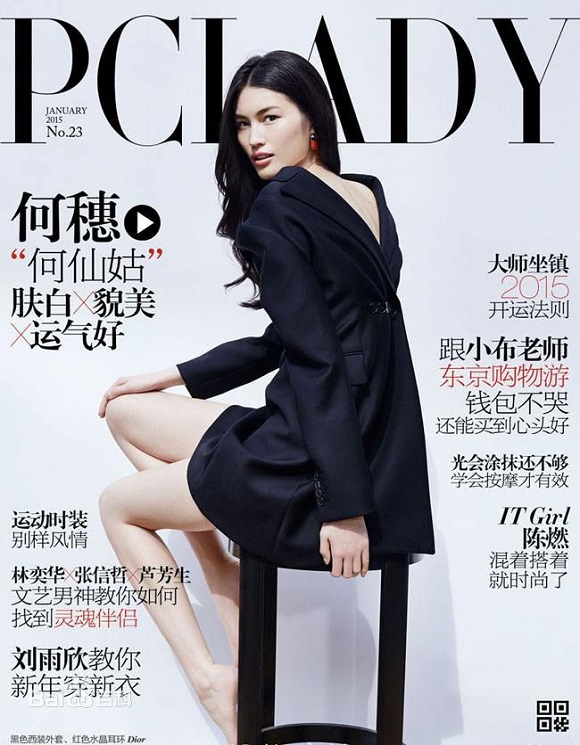 PCLADY
JANUARY
2015
No.23
何穗
“何仙姑”
肤白×貌美
×运气好
大师坐镇
2015
开运法则
跟小布老师
东京购物游
钱包不哭
还能买到心头好
光会涂抹还不够
学会按摩才有效
IT Girl
陈燃
混着搭着
就时尚了
运动时装
别样风情
林奕华×张信哲×芦芳生
文艺男神教你如何
找到灵魂伴侣
刘雨欣教你
新年穿新衣
Bai百科
黑色西装外套、红色水晶耳环 Dior